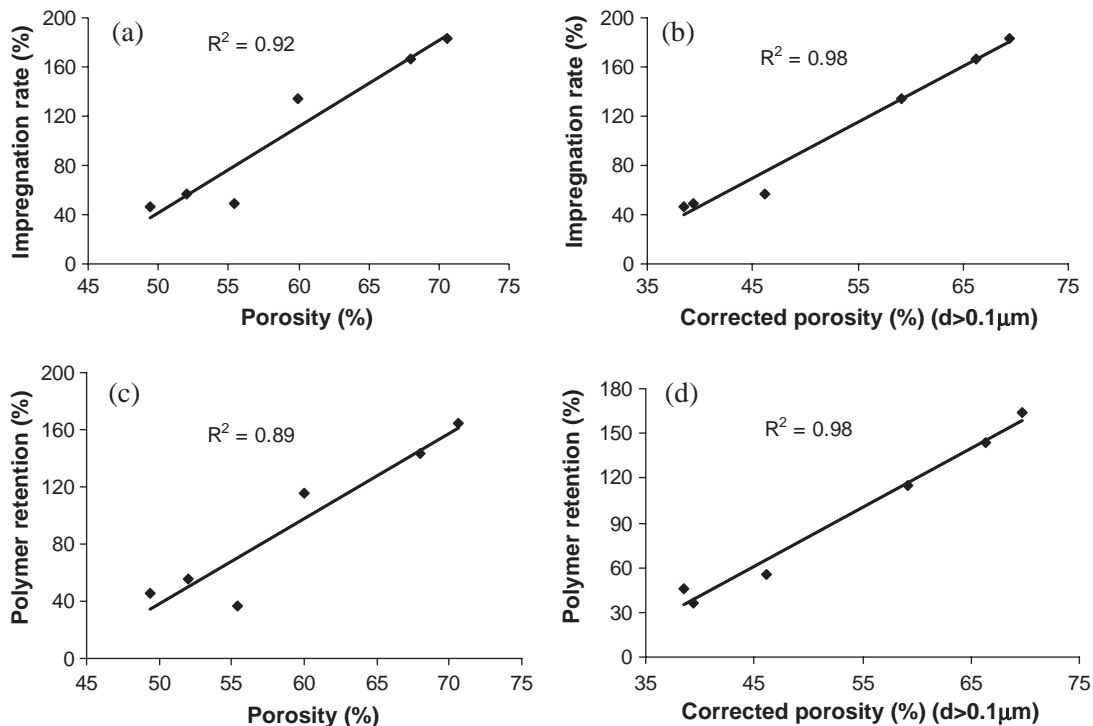 (a)
R² = 0.92
Impregnation rate (%)
200
160
120
80
40
0
45 50 55 60 65 70 75
Porosity (%)
(b)
R² = 0.98
Impregnation rate (%)
200
160
120
80
40
0
35 45 55 65 75
Corrected porosity (%) (d>0.1μm)
(c)
R² = 0.89
Polymer retention (%)
200
160
120
80
40
0
45 50 55 60 65 70 75
Porosity (%)
(d)
R² = 0.98
Polymer retention (%)
180
150
120
90
60
30
0
35 45 55 65 75
Corrected porosity (%) (d>0.1μm)